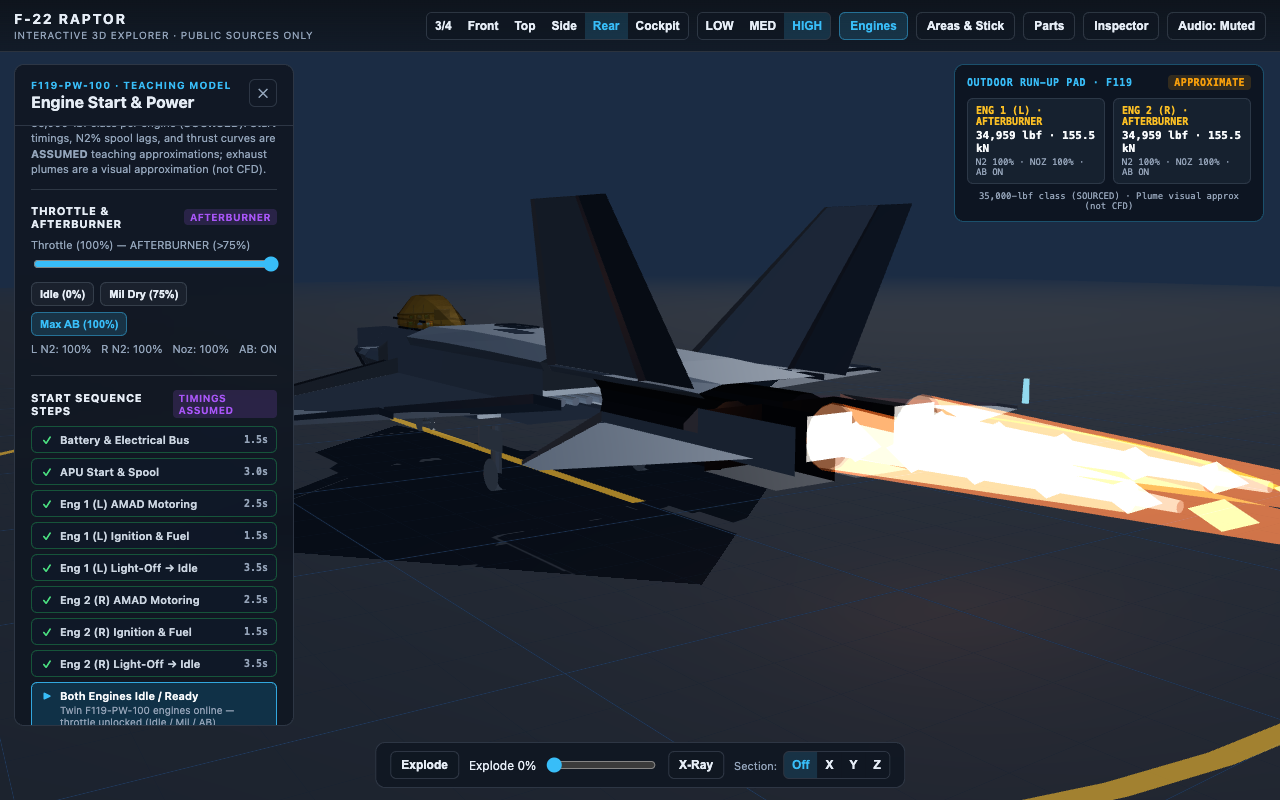 F-22 RAPTOR
INTERACTIVE 3D EXPLORER · PUBLIC SOURCES ONLY
3/4 Front Top Side Rear Cockpit
LOW MED HIGH
Engines
Areas & Stick
Parts
Inspector
Audio: Muted
F119-PW-100 · TEACHING MODEL
Engine Start & Power
timings, N2% spool lags, and thrust curves are
ASSUMED teaching approximations; exhaust
plumes are a visual approximation (not CFD).
THROTTLE &
AFTERBURNER
AFTERBURNER
Throttle (100%) — AFTERBURNER (>75%)
Idle (0%)
Mil Dry (75%)
Max AB (100%)
L N2: 100% R N2: 100% Noz: 100% AB: ON
START SEQUENCE
STEPS
TIMINGS
ASSUMED
✓ Battery & Electrical Bus 1.5s
✓ APU Start & Spool 3.0s
✓ Eng 1 (L) AMAD Motoring 2.5s
✓ Eng 1 (L) Ignition & Fuel 1.5s
✓ Eng 1 (L) Light-Off → Idle 3.5s
✓ Eng 2 (R) AMAD Motoring 2.5s
✓ Eng 2 (R) Ignition & Fuel 1.5s
✓ Eng 2 (R) Light-Off → Idle 3.5s
▶ Both Engines Idle / Ready
Twin F119-PW-100 engines online —
throttle unlocked (Idle / Mil / AB)
OUTDOOR RUN-UP PAD · F119
APPROXIMATE
ENG 1 (L) ·
AFTERBURNER
34,959 lbf · 155.5
kN
N2 100% · NOZ 100% ·
AB ON
ENG 2 (R) ·
AFTERBURNER
34,959 lbf · 155.5
kN
N2 100% · NOZ 100% ·
AB ON
35,000-lbf class (SOURCED) · Plume visual approx
(not CFD)
Explode
Explode 0%
X-Ray
Section:
Off X Y Z